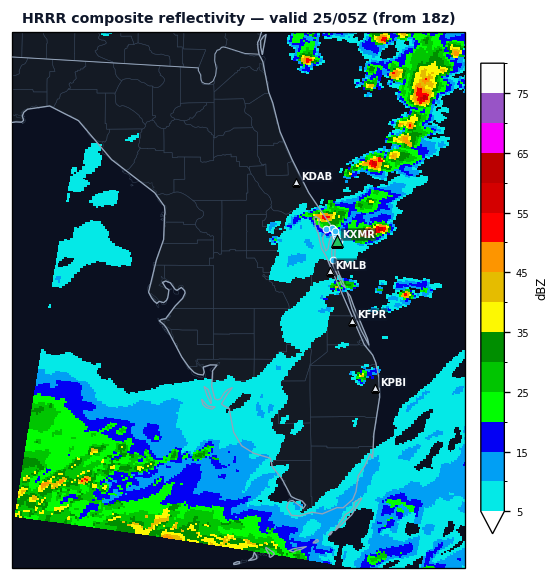 HRRR composite reflectivity — valid 25/05Z (from 18z)
KDAB
KXMR
KMLB
KFPR
KPBI
75
65
55
45
35
25
15
5
dBZ